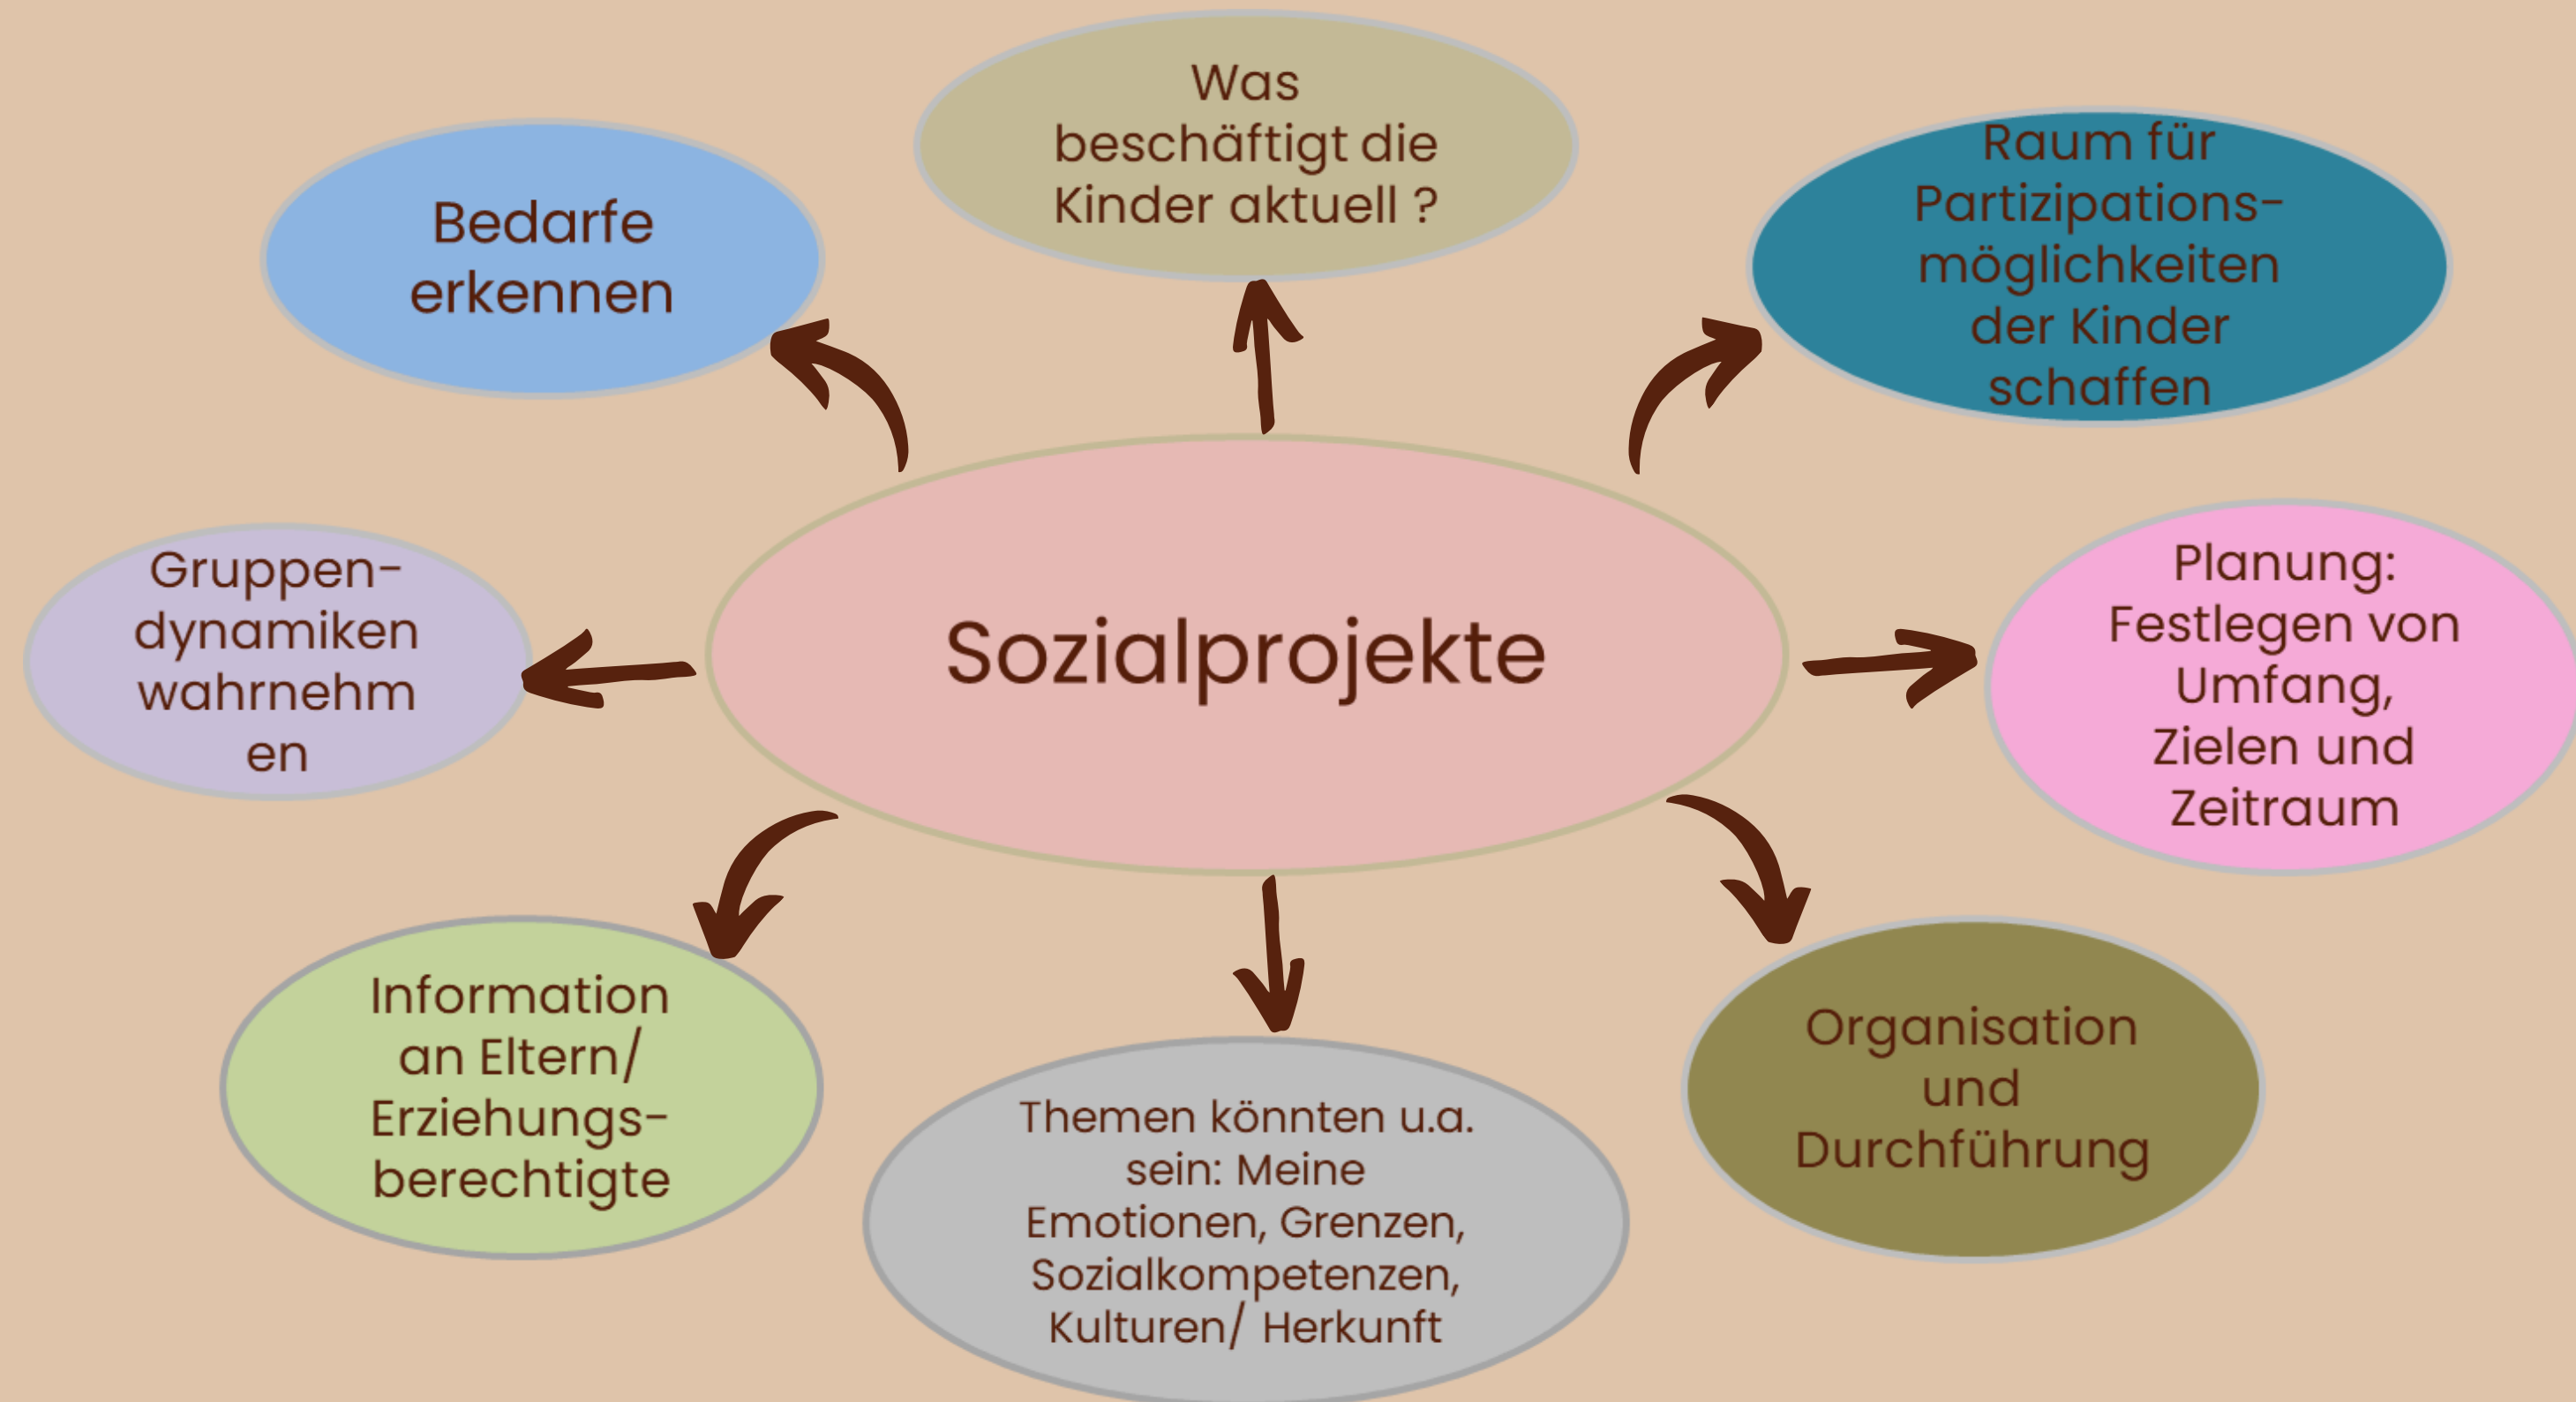 Was
beschäftigt die
Kinder aktuell ?
Bedarfe
erkennen
Raum für
Partizipations-
möglichkeiten
der Kinder
schaffen
Gruppen-
dynamiken
wahrnehm
en
Sozialprojekte
Planung:
Festlegen von
Umfang,
Zielen und
Zeitraum
Information
an Eltern/
Erziehungs-
berechtigte
Themen könnten u.a.
sein: Meine
Emotionen, Grenzen,
Sozialkompetenzen,
Kulturen/ Herkunft
Organisation
und
Durchführung